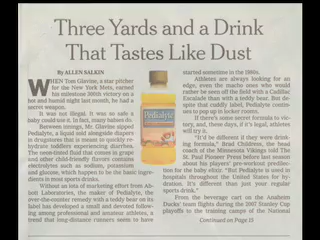 Three Yards and a Drink
That Tastes Like Dust
By ALLEN SALKIN
WHEN Tom Glavine, a star pitcher
for the New York Mets, earned
his milestone 300th victory on a
hot and humid night last month, he had a
secret weapon.
It was not illegal. It was so safe a
baby could use it. In fact, many babies do.
Between innings, Mr. Glavine sipped
Pedialyte, a liquid sold alongside diapers
in drugstores that is meant to quickly re-
hydrate toddlers experiencing diarrhea.
The neon-tinted fluid that comes in grape
and other child-friendly flavors contains
electrolytes such as sodium, potassium
and glucose, which happen to be the basic ingredi-
ents in most sports drinks.
Without an iota of marketing effort from Ab-
bott Laboratories, the maker of Pedialyte, the
over-the-counter remedy with a teddy bear on its
label has developed a small and devoted follow-
ing among professional and amateur athletes, a
trend that long-distance runners seem to have
Pedialyte
started sometime in the 1990s.
Athletes are always looking for an
edge, even the macho ones who would
rather be seen off the field with a Cadillac
Escalade than with a teddy bear. But de-
spite that cuddly label, Pedialyte contin-
ues to pop up in locker rooms.
If there's some secret formula to vic-
tory and, these days, if it's legal, athletes
will try it.
"It'd be different if they were drink-
ing formula," Brad Childress, the head
coach of the Minnesota Vikings told The
St. Paul Pioneer Press before last month
about his players' pre-workout predilec-
tion for the baby elixir. "But Pedialyte is used in
hospitals throughout the United States for hy-
dration. It's different than just your regular
sports drink."
From the beverage cart on the Anaheim
Ducks' team flights during the 2007 Stanley Cup
playoffs to the training camps of the National
Continued on Page 15